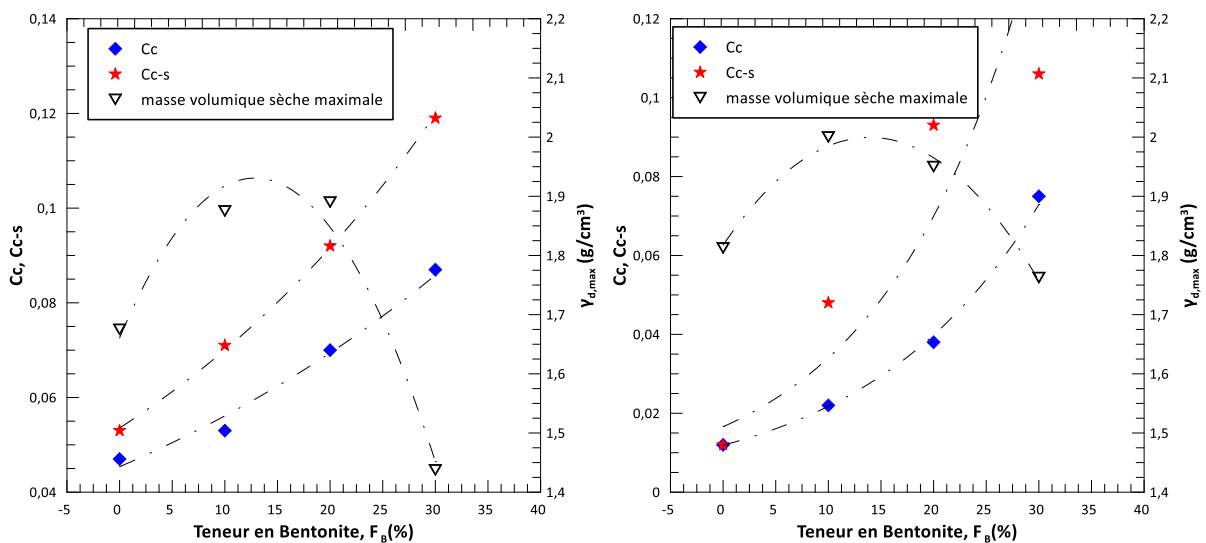 0,14
0,12
0,1
0,08
0,06
0,04
Cc, Cc-s
Cc
Cc-s
masse volumique sèche maximale
2,2
2,1
2
1,9
1,8
1,7
1,6
1,5
1,4
γd,max (g/cm³)
-5 0 5 10 15 20 25 30 35 40
Teneur en Bentonite, FB(%)
0,12
0,1
0,08
0,06
0,04
0,02
0
Cc, Cc-s
Cc
Cc-s
masse volumique sèche maximale
2,2
2,1
2
1,9
1,8
1,7
1,6
1,5
1,4
γd,max (g/cm³)
-5 0 5 10 15 20 25 30 35 40
Teneur en Bentonite, FB(%)